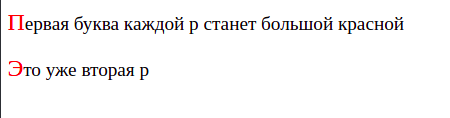 Первая буква каждой p станет большой красной
Это уже вторая p